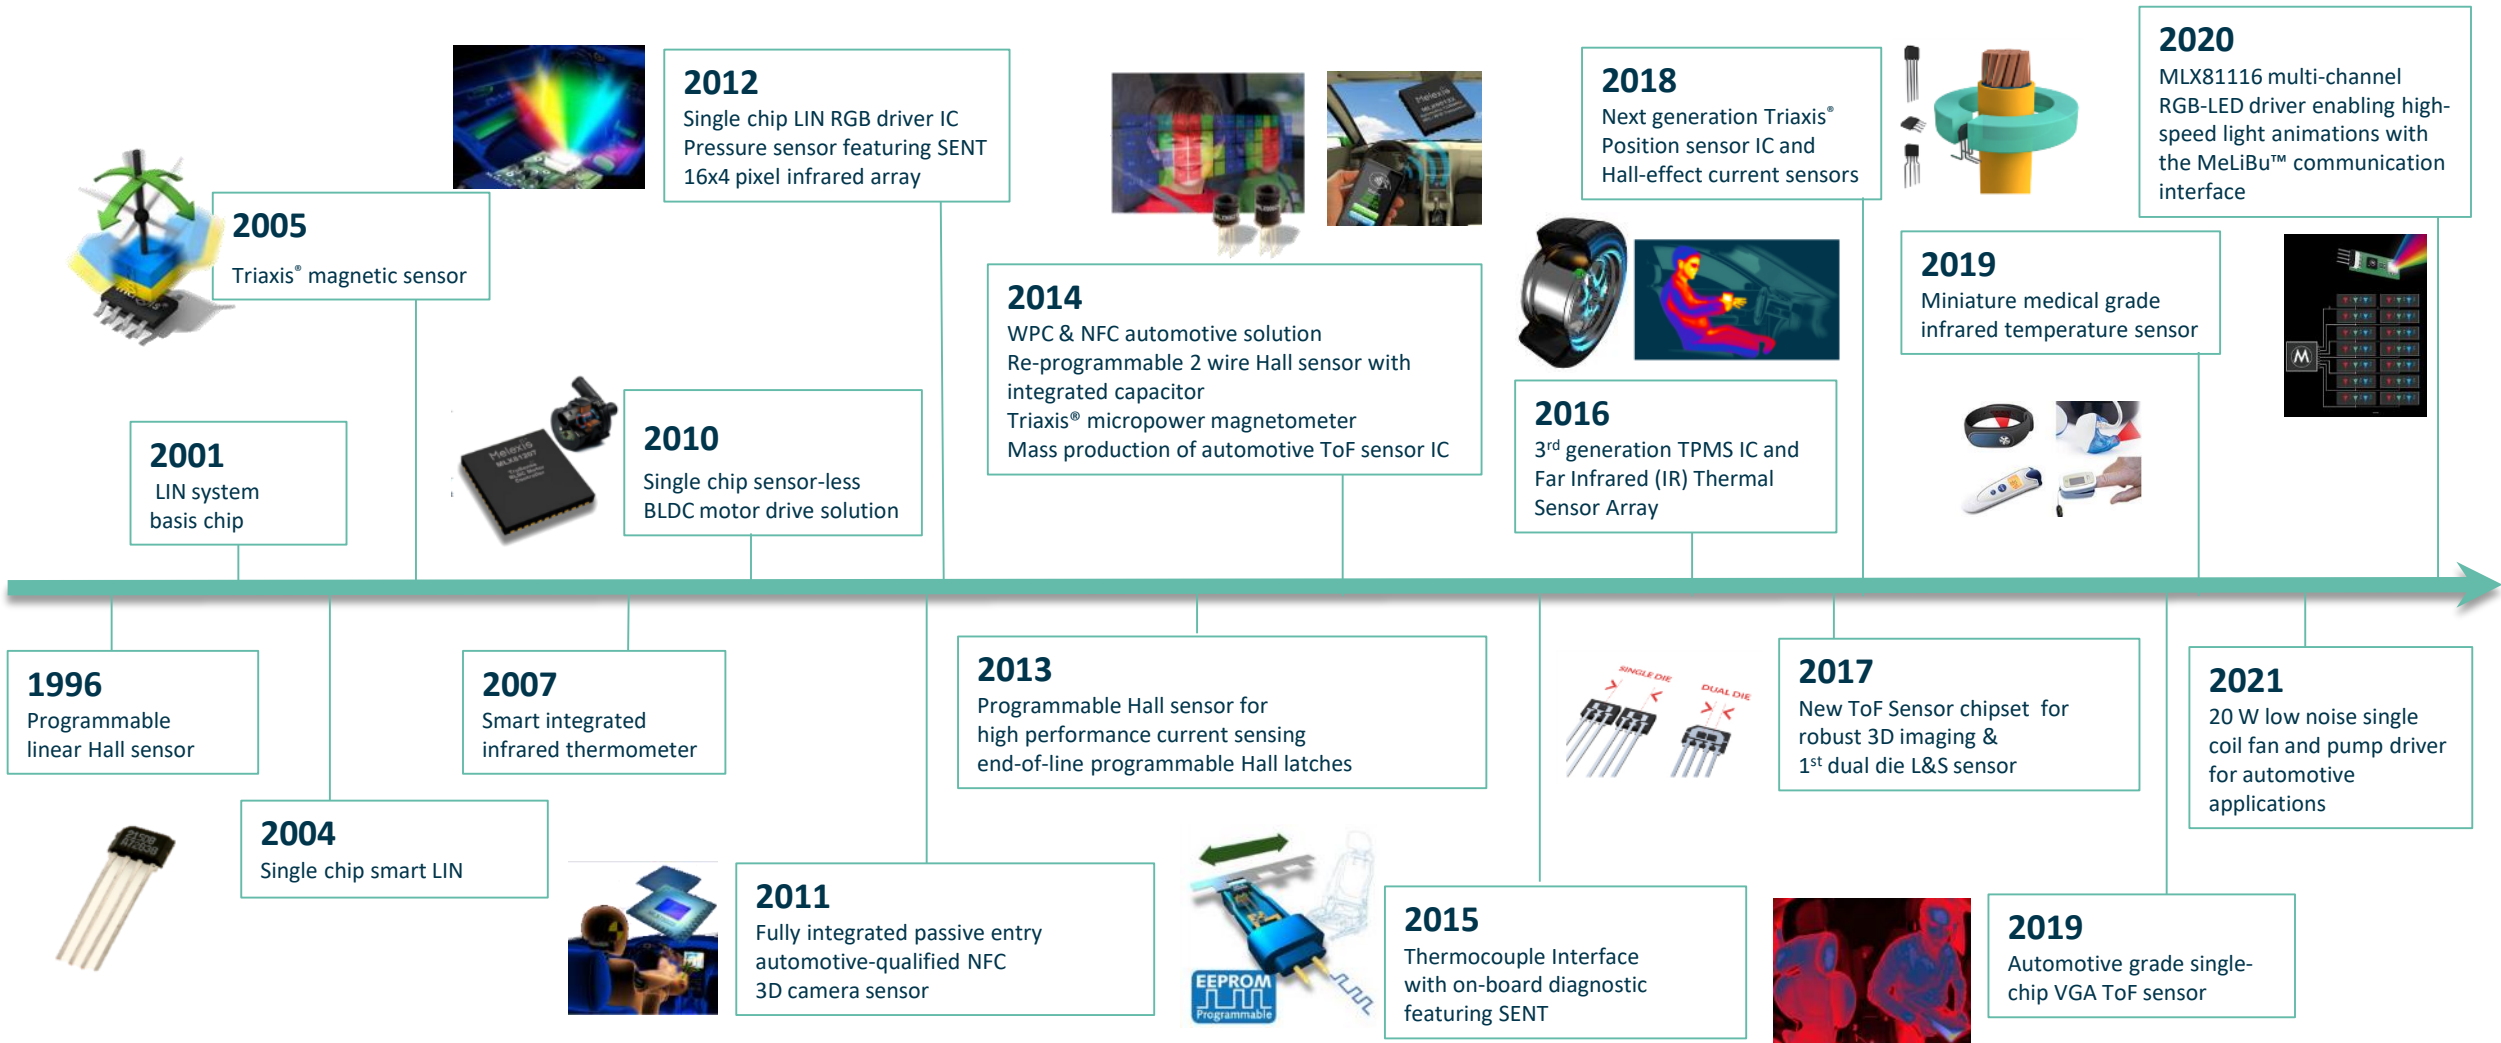 2012
Single chip LIN RGB driver IC
Pressure sensor featuring SENT
16x4 pixel infrared array
2018
Next generation Triaxis®
Position sensor IC and
Hall-effect current sensors
2020
MLX81116 multi-channel
RGB-LED driver enabling high-
speed light animations with
the MeLiBu™ communication
interface
2005
Triaxis® magnetic sensor
2014
WPC & NFC automotive solution
Re-programmable 2 wire Hall sensor with
integrated capacitor
Triaxis® micropower magnetometer
Mass production of automotive ToF sensor IC
Melexis
2019
Miniature medical grade
infrared temperature sensor
M
2001
LIN system
basis chip
Melexis
MLX81207
2010
Single chip sensor-less
BLDC motor drive solution
2016
3rd generation TPMS IC and
Far Infrared (IR) Thermal
Sensor Array
1996
Programmable
linear Hall sensor
2007
Smart integrated
infrared thermometer
2013
Programmable Hall sensor for
high performance current sensing
end-of-line programmable Hall latches
SINGLE DIE
DUAL DIE
2017
New ToF Sensor chipset for
robust 3D imaging &
1st dual die L&S sensor
2021
20 W low noise single
coil fan and pump driver
for automotive
applications
2004
Single chip smart LIN
2011
Fully integrated passive entry
automotive-qualified NFC
3D camera sensor
EEPROM
Programmable
2015
Thermocouple Interface
with on-board diagnostic
featuring SENT
2019
Automotive grade single-
chip VGA ToF sensor